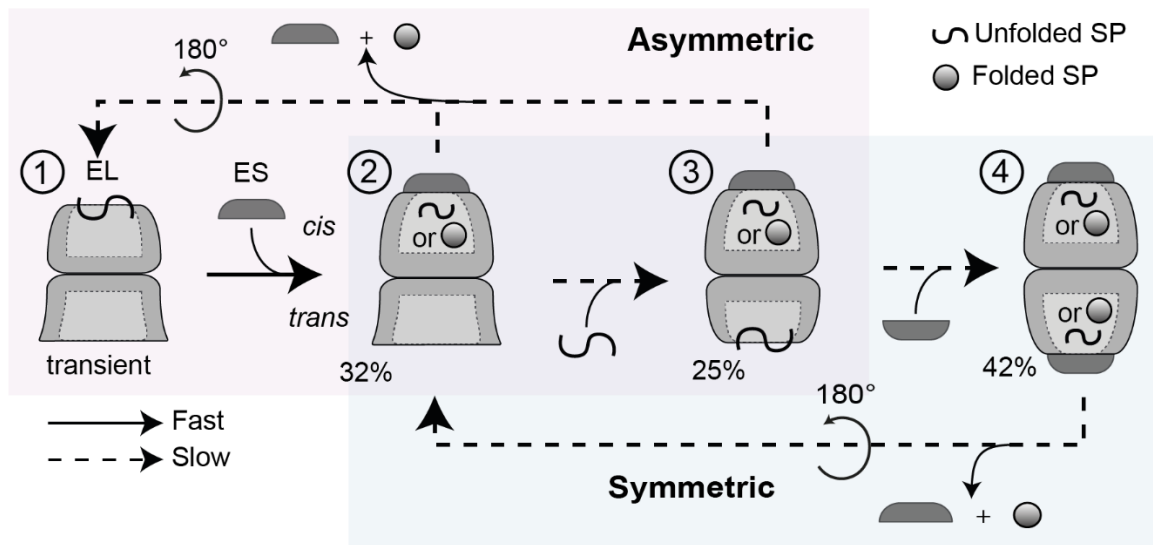 180°
+
Asymmetric
Unfolded SP
Folded SP
1
EL
ES
2
3
4
cis
or
or
or
trans
or
transient
32%
25%
42%
180°
Fast
Slow
Symmetric
+